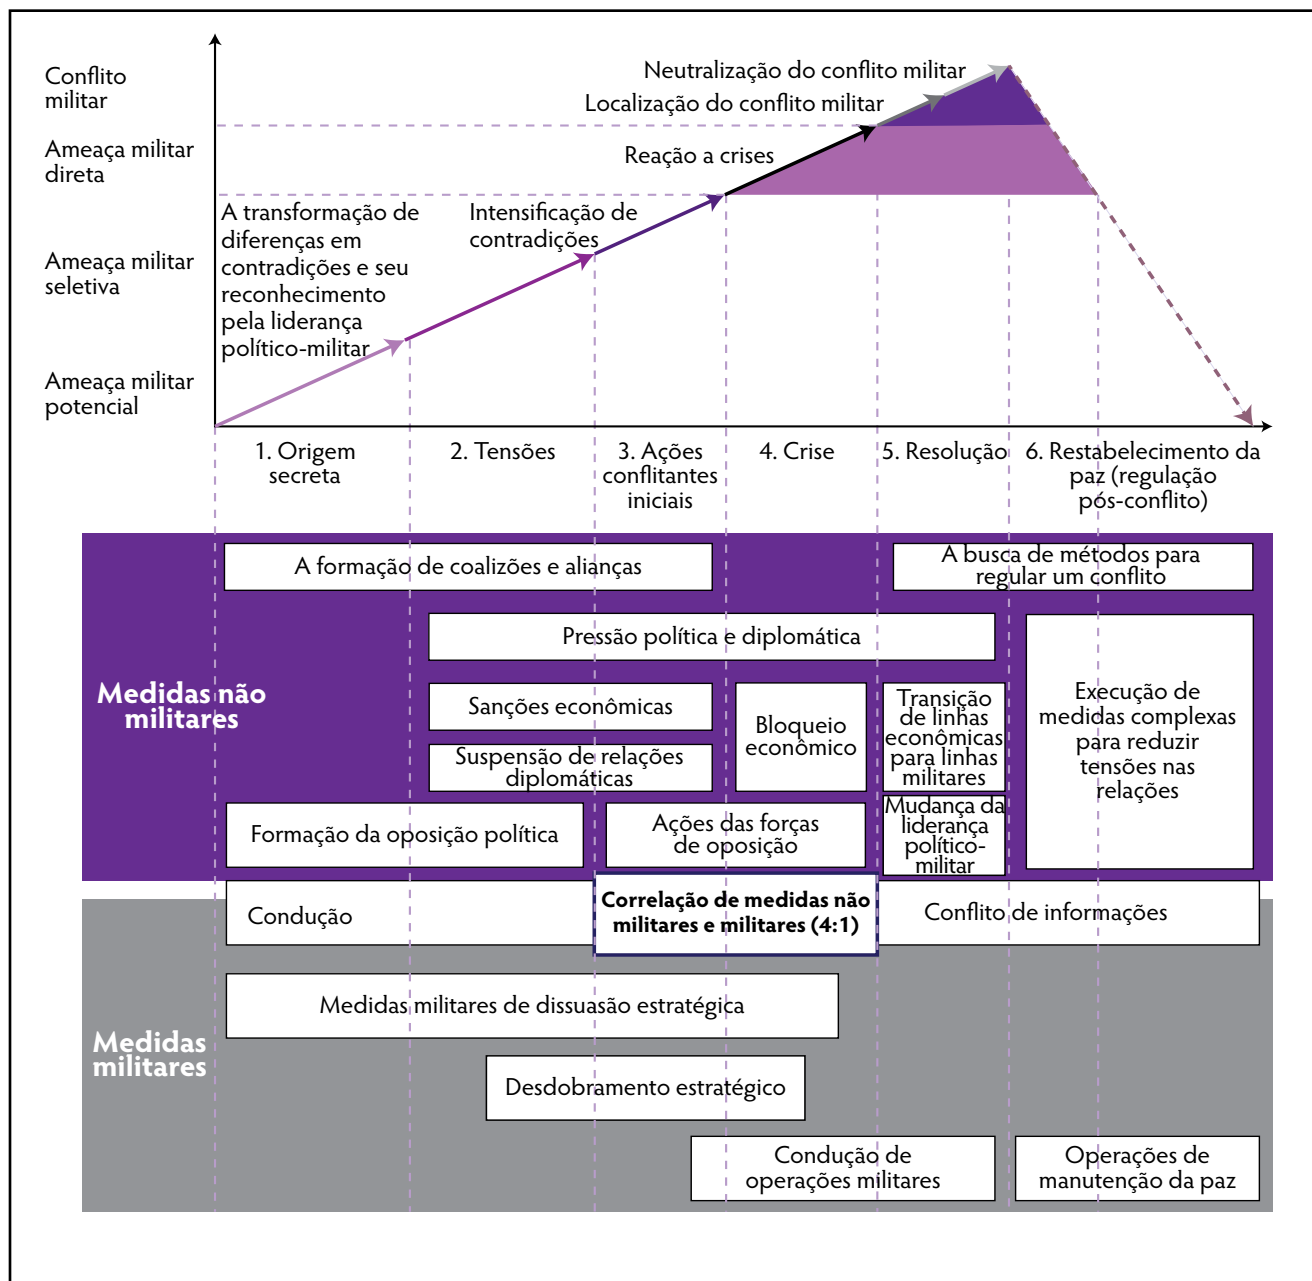 Conflito
militar
Neutralização do conflito militar
Localização do conflito militar
Ameaça militar
direta
Reação a crises
A transformação de
diferenças em
contradições e seu
reconhecimento
pela liderança
político-militar
Intensificação de
contradições
Ameaça militar
seletiva
Ameaça militar
potencial
1. Origem
secreta
2. Tensões
3. Ações
conflitantes
iniciais
4. Crise
5. Resolução
6. Restabelecimento da
paz (regulação
pós-conflito)
Medidas não
militares
A formação de coalizões e alianças
A busca de métodos para
regular um conflito
Pressão política e diplomática
Sanções econômicas
Suspensão de relações
diplomáticas
Bloqueio
econômico
Transição
de linhas
econômicas
para linhas
militares
Execução de
medidas complexas
para reduzir
tensões nas
relações
Formação da oposição política
Ações das forças
de oposição
Mudança da
liderança
político-
militar
Condução
Correlação de medidas não
militares e militares (4:1)
Conflito de informações
Medidas
militares
Medidas militares de dissuasão estratégica
Desdobramento estratégico
Condução de
operações militares
Operações de
manutenção da paz